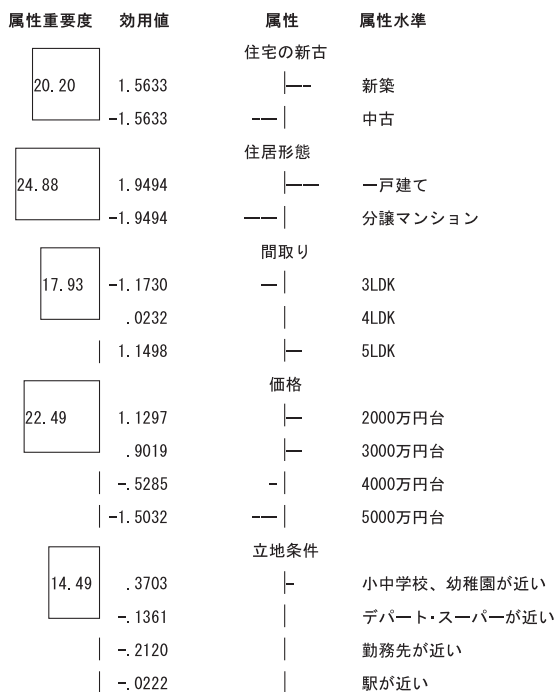 属性重要度 効用値 属性 属性水準
住宅の新古
20.20 1.5633 新築
-1.5633 中古
住居形態
24.88 1.9494 一戸建て
-1.9494 分譲マンション
間取り
17.93 -1.1730 3LDK
.0232 4LDK
1.1498 5LDK
価格
22.49 1.1297 2000万円台
.9019 3000万円台
-.5285 4000万円台
-1.5032 5000万円台
立地条件
14.49 .3703 小中学校、幼稚園が近い
-.1361 デパート・スーパーが近い
-.2120 勤務先が近い
-.0222 駅が近い